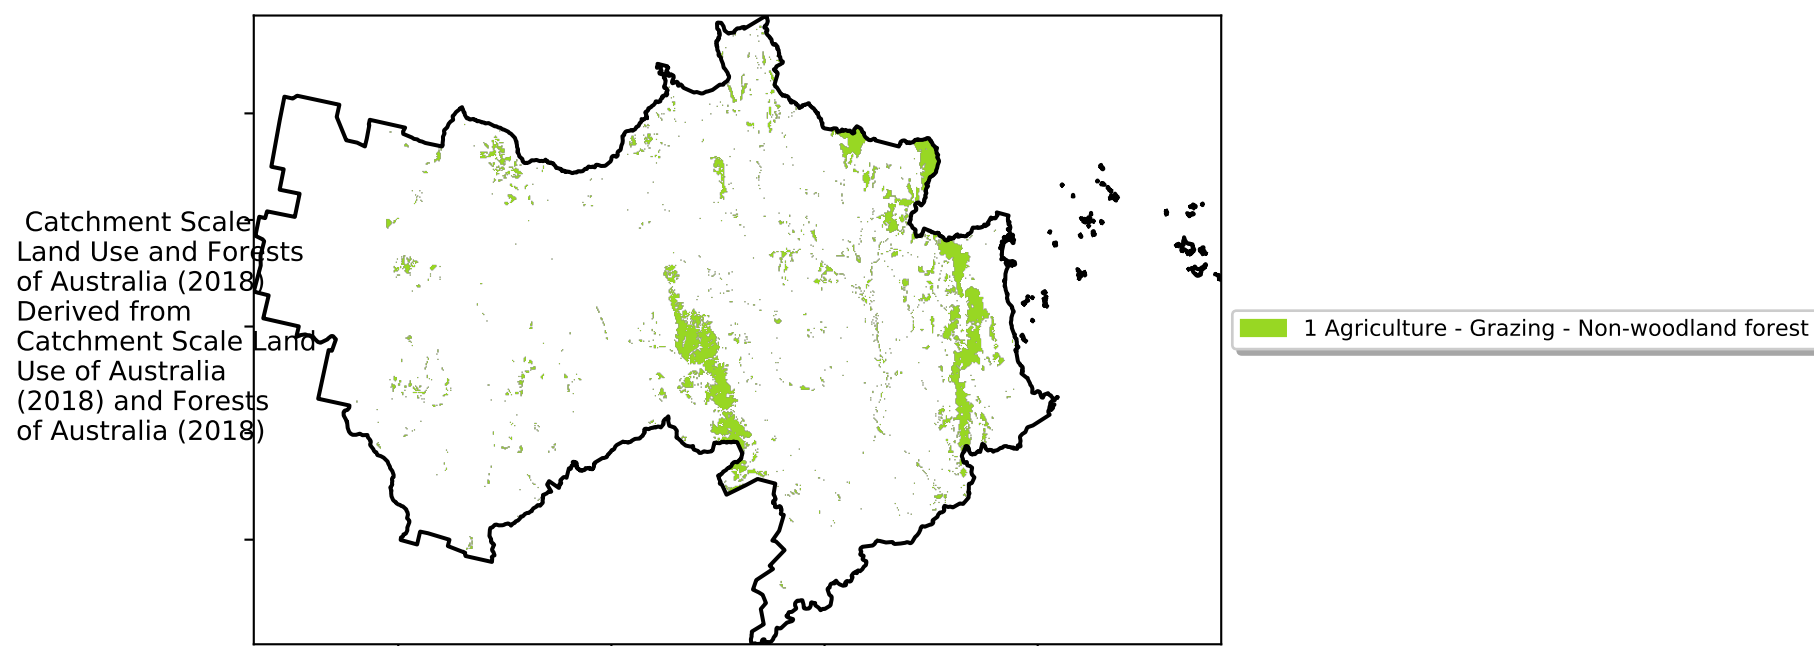 Catchment Scale
Land Use and Forests
of Australia (2018)
Derived from
Catchment Scale Land
Use of Australia
(2018) and Forests
of Australia (2018)
1 Agriculture - Grazing - Non-woodland forest